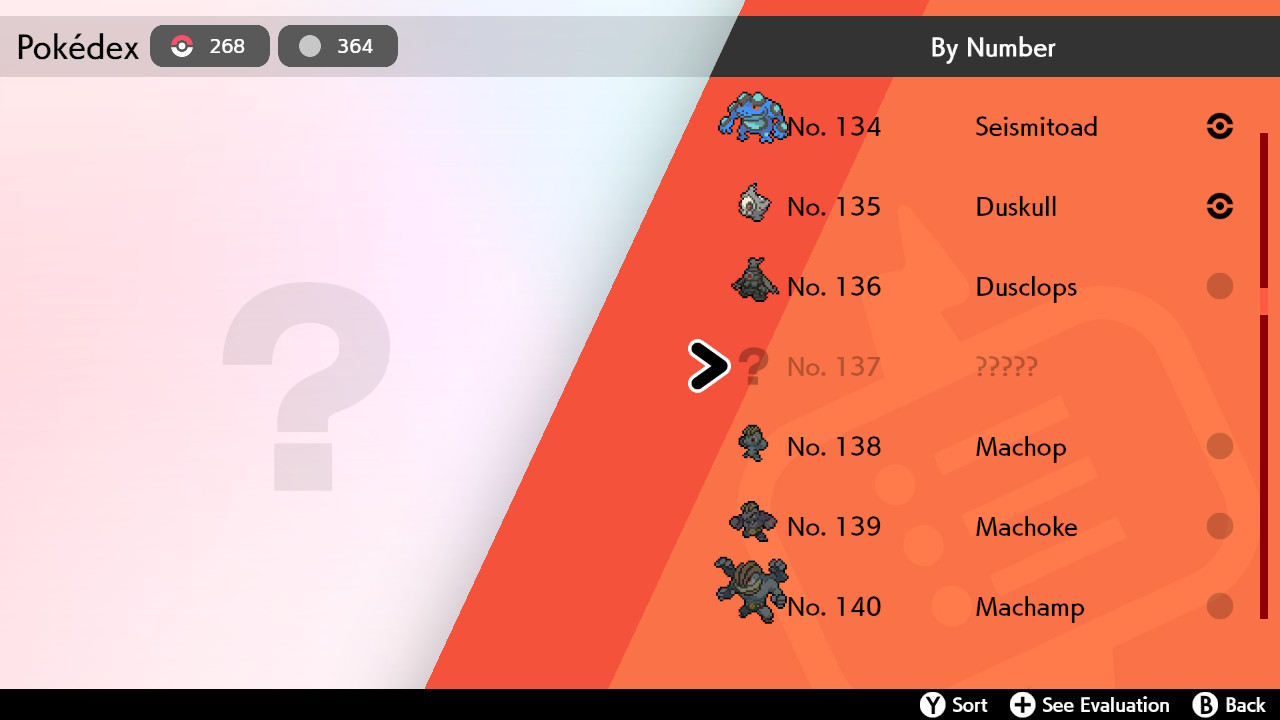 Pokédex 268 364
By Number
No. 134 Seismitoad
No. 135 Duskull
No. 136 Dusclops
? No. 137 ?????
No. 138 Machop
No. 139 Machoke
No. 140 Machamp
?
Y Sort + See Evaluation B Back